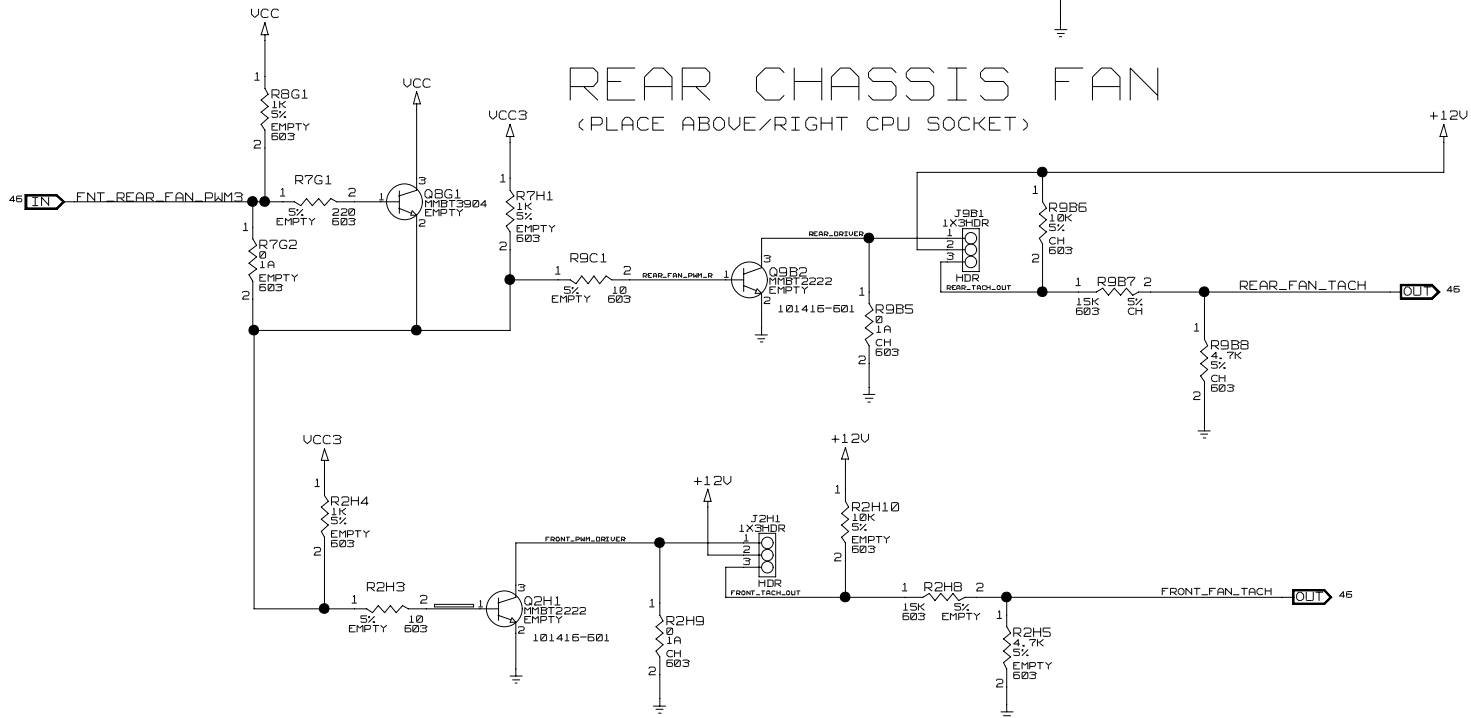 VCC
REAR CHASSIS FAN
(PLACE ABOVE/RIGHT CPU SOCKET)
1
R8G1
1K
5%
EMPTY
603
2
VCC
VCC3
+12V
46 IN FNT_REAR_FAN_PWM3
R7G1
1 2
5% 220
EMPTY 603
3
1
Q8G1
MMBT3904
EMPTY
2
1
R7G2
0
1A
EMPTY
603
2
1
R7H1
1K
5%
EMPTY
603
2
R9C1
1 2
5% 10
EMPTY 603
REAR_FAN_PWM_R
REAR_DRIVER
3
1
Q9B2
MMBT2222
EMPTY
2
101416-601
1
R9B5
0
1A
CH
603
2
J9B1
1X3HDR
1
2
3
HDR
REAR_TACH_OUT
1
R9B6
10K
5%
CH
603
2
R9B7
1 2
15K 5%
603 CH
REAR_FAN_TACH
OUT 46
1
R9B8
4.7K
5%
CH
603
2
VCC3
1
R2H4
1K
5%
EMPTY
603
2
R2H3
1 2
5% 10
EMPTY 603
FRONT_PWM_DRIVER
3
1
Q2H1
MMBT2222
EMPTY
2
101416-601
+12V
1
R2H9
0
1A
CH
603
2
J2H1
1X3HDR
1
2
3
HDR
FRONT_TACH_OUT
+12V
1
R2H10
10K
5%
EMPTY
603
2
R2H8
1 2
15K 5%
603 EMPTY
FRONT_FAN_TACH
OUT 46
1
R2H5
4.7K
5%
EMPTY
603
2